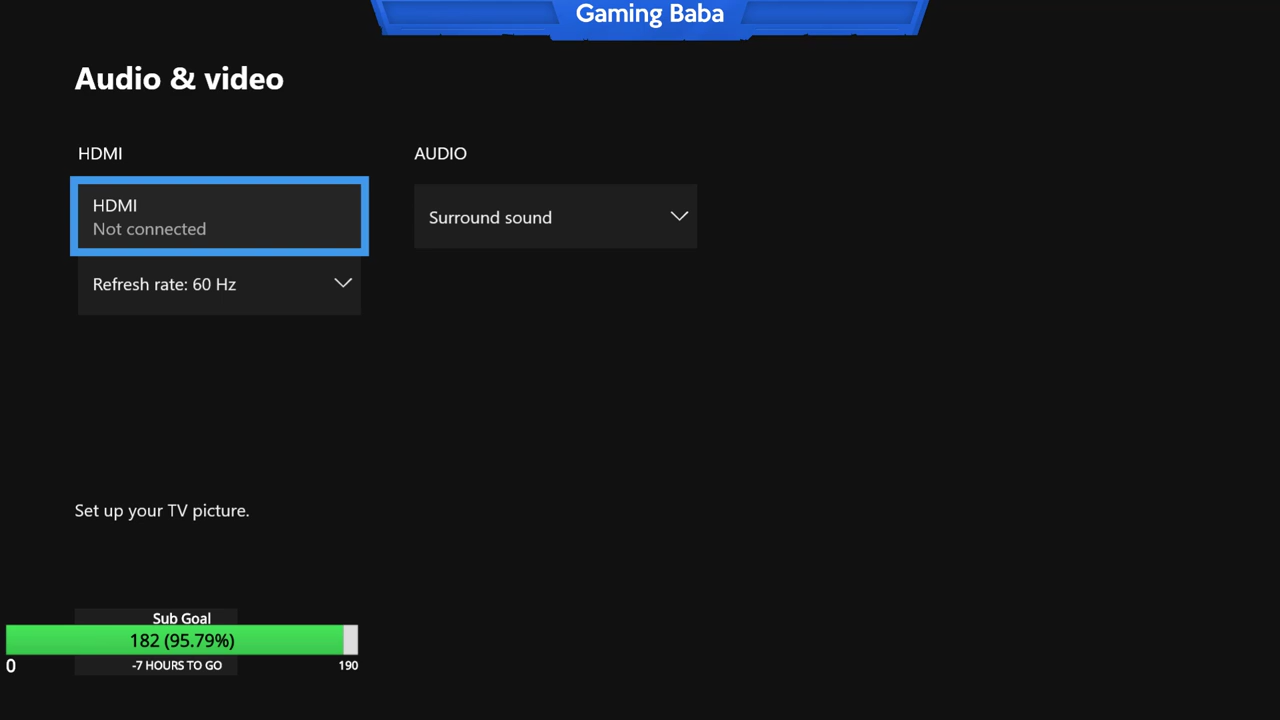 Gaming Baba
Audio & video
HDMI
AUDIO
HDMI
Not connected
Surround sound
Refresh rate: 60 Hz
Set up your TV picture.
Sub Goal
182 (95.79%)
0
-7 HOURS TO GO
190